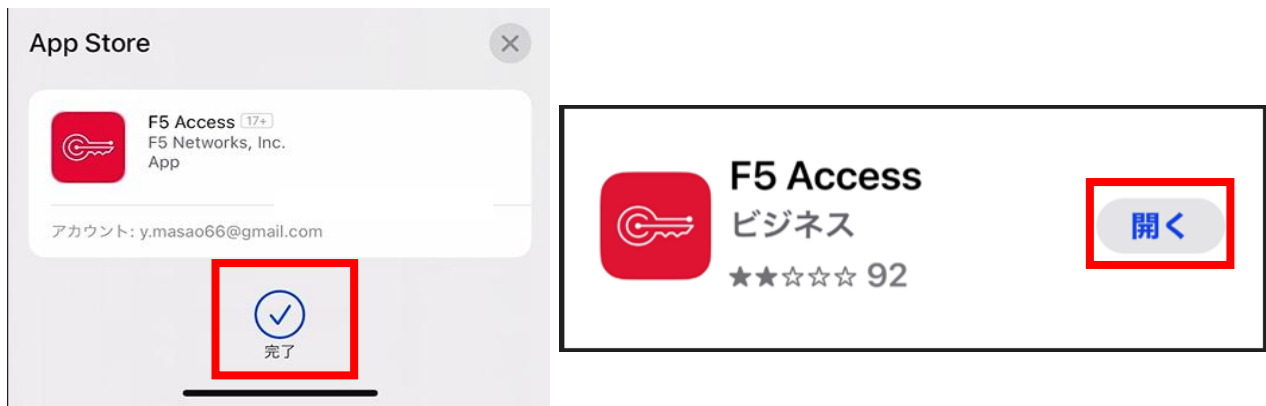 App Store
F5 Access 17+
F5 Networks, Inc.
App
アカウント: y.masao66@gmail.com
完了
F5 Access
ビジネス
★★☆☆☆ 92
開く